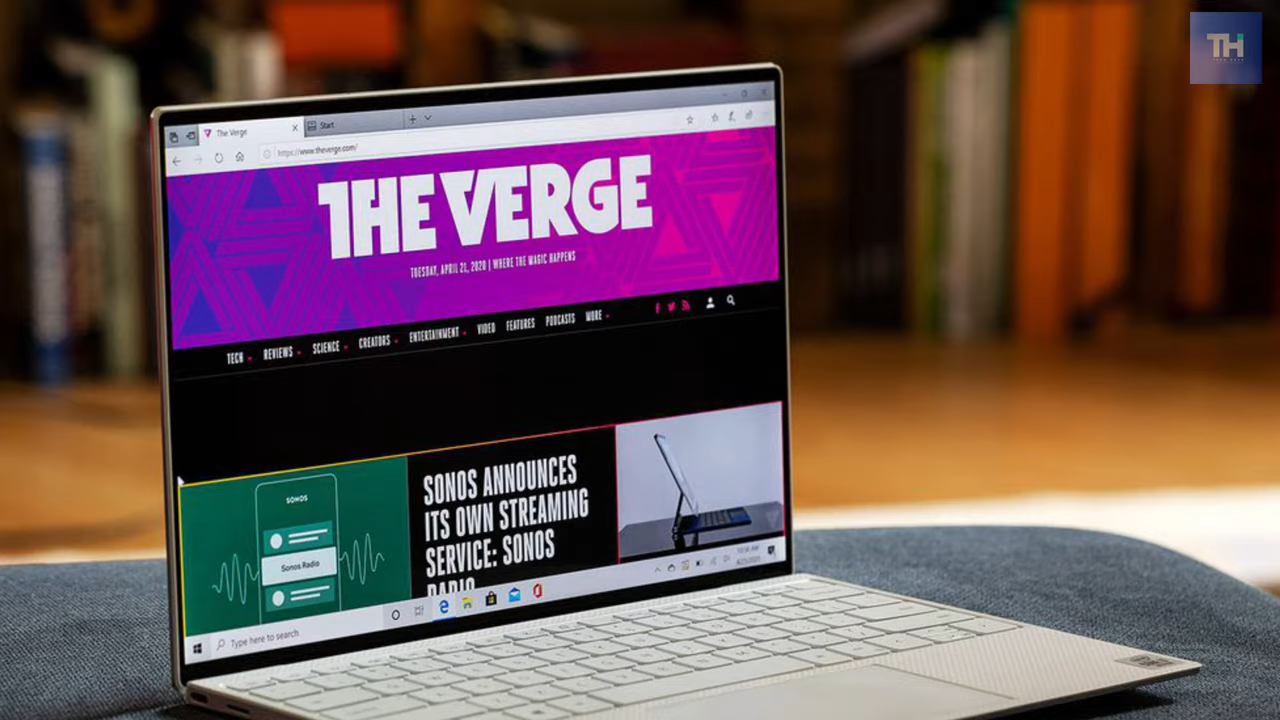 TH
The Verge
Start
https://www.theverge.com/
THE VERGE
TUESDAY, APRIL 21, 2020 | WHERE THE MAGIC HAPPENS
TECH
REVIEWS
SCIENCE
CREATORS
ENTERTAINMENT
VIDEO
FEATURES
PODCASTS
MORE
SONOS
Sonos Radio
SONOS ANNOUNCES
ITS OWN STREAMING
SERVICE: SONOS
RADIO
Type here to search